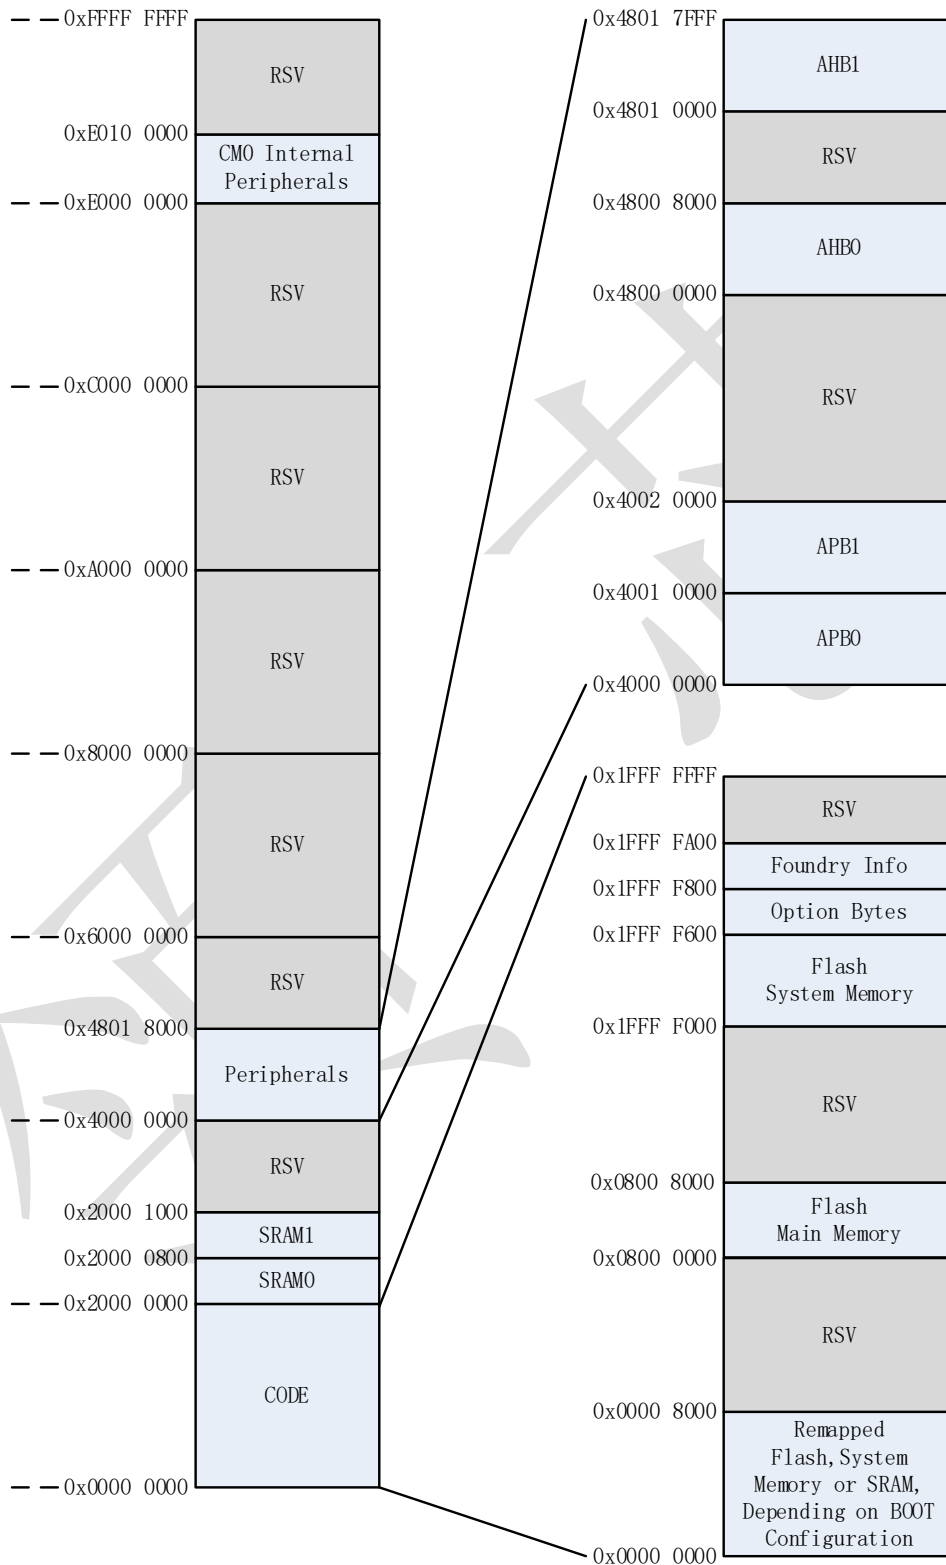 0xFFFF FFFF
RSV
0xE010 0000
CM0 Internal
Peripherals
0xE000 0000
RSV
0xC000 0000
RSV
0xA000 0000
RSV
0x8000 0000
RSV
0x6000 0000
RSV
0x4801 8000
Peripherals
0x4000 0000
RSV
0x2000 1000
SRAM1
0x2000 0800
SRAM0
0x2000 0000
CODE
0x0000 0000
0x4801 7FFF
AHB1
0x4801 0000
RSV
0x4800 8000
AHB0
0x4800 0000
RSV
0x4002 0000
APB1
0x4001 0000
APB0
0x4000 0000
0x1FFF FFFF
RSV
0x1FFF FA00
Foundry Info
0x1FFF F800
Option Bytes
0x1FFF F600
Flash
System Memory
0x1FFF F000
RSV
0x0800 8000
Flash
Main Memory
0x0800 0000
RSV
0x0000 8000
Remapped
Flash,System
Memory or SRAM,
Depending on BOOT
Configuration
0x0000 0000